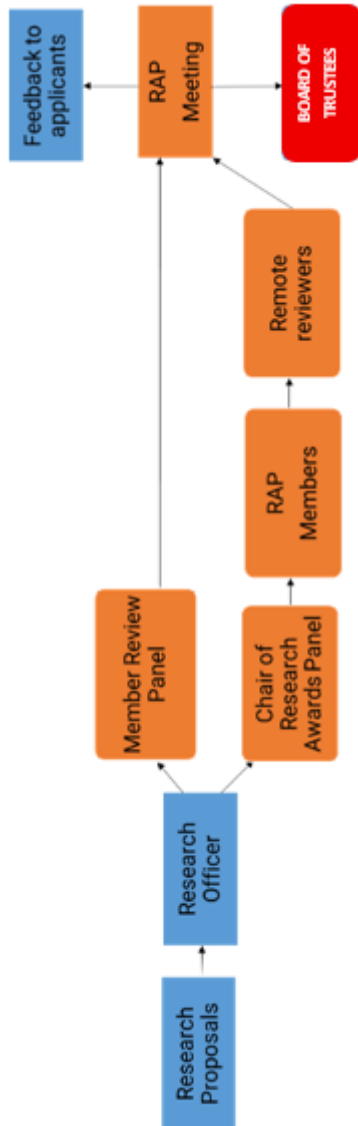 Research
Proposals
Research
Officer
Member Review
Panel
Chair of
Research
Awards Panel
RAP
Members
Remote
reviewers
RAP
Meeting
Feedback to
applicants
BOARD OF
TRUSTEES